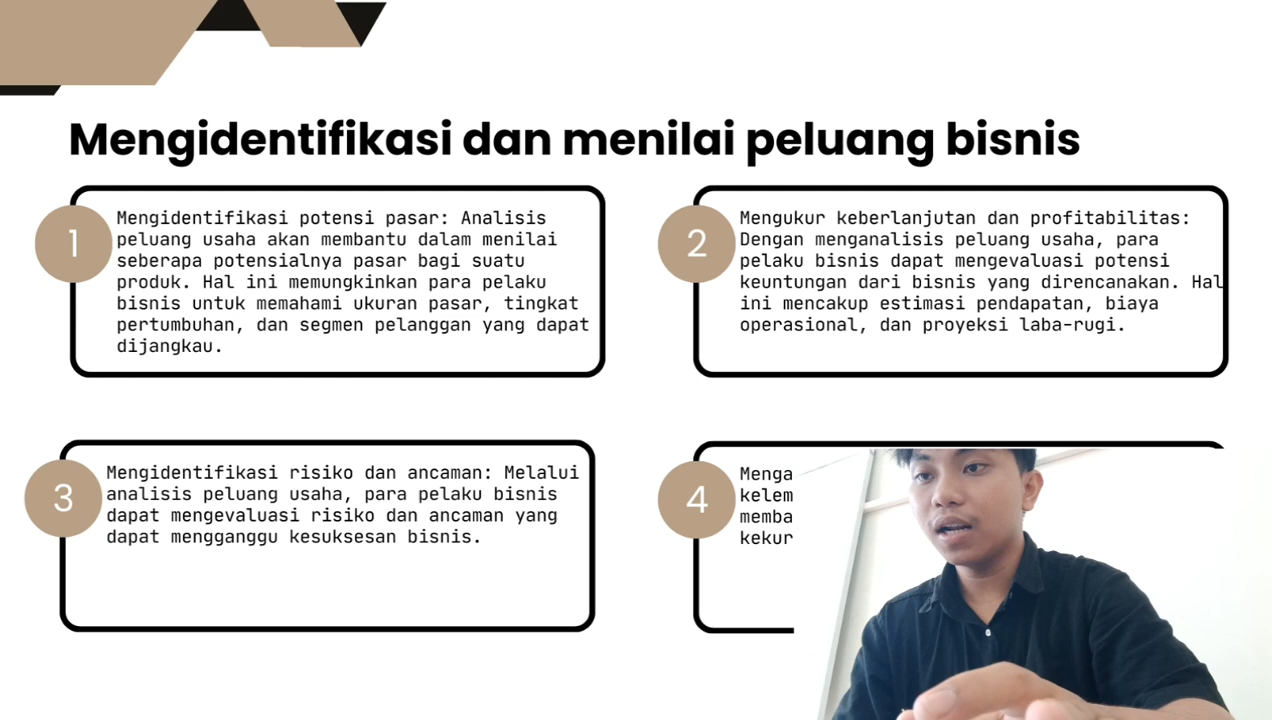 Mengidentifikasi dan menilai peluang bisnis
1
Mengidentifikasi potensi pasar: Analisis
peluang usaha akan membantu dalam menilai
seberapa potensialnya pasar bagi suatu
produk. Hal ini memungkinkan para pelaku
bisnis untuk memahami ukuran pasar, tingkat
pertumbuhan, dan segmen pelanggan yang dapat
dijangkau.
2
Mengukur keberlanjutan dan profitabilitas:
Dengan menganalisis peluang usaha, para
pelaku bisnis dapat mengevaluasi potensi
keuntungan dari bisnis yang direncanakan. Hal
ini mencakup estimasi pendapatan, biaya
operasional, dan proyeksi laba-rugi.
3
Mengidentifikasi risiko dan ancaman: Melalui
analisis peluang usaha, para pelaku bisnis
dapat mengevaluasi risiko dan ancaman yang
dapat mengganggu kesuksesan bisnis.
4
Menga
kelem
memba
kekur